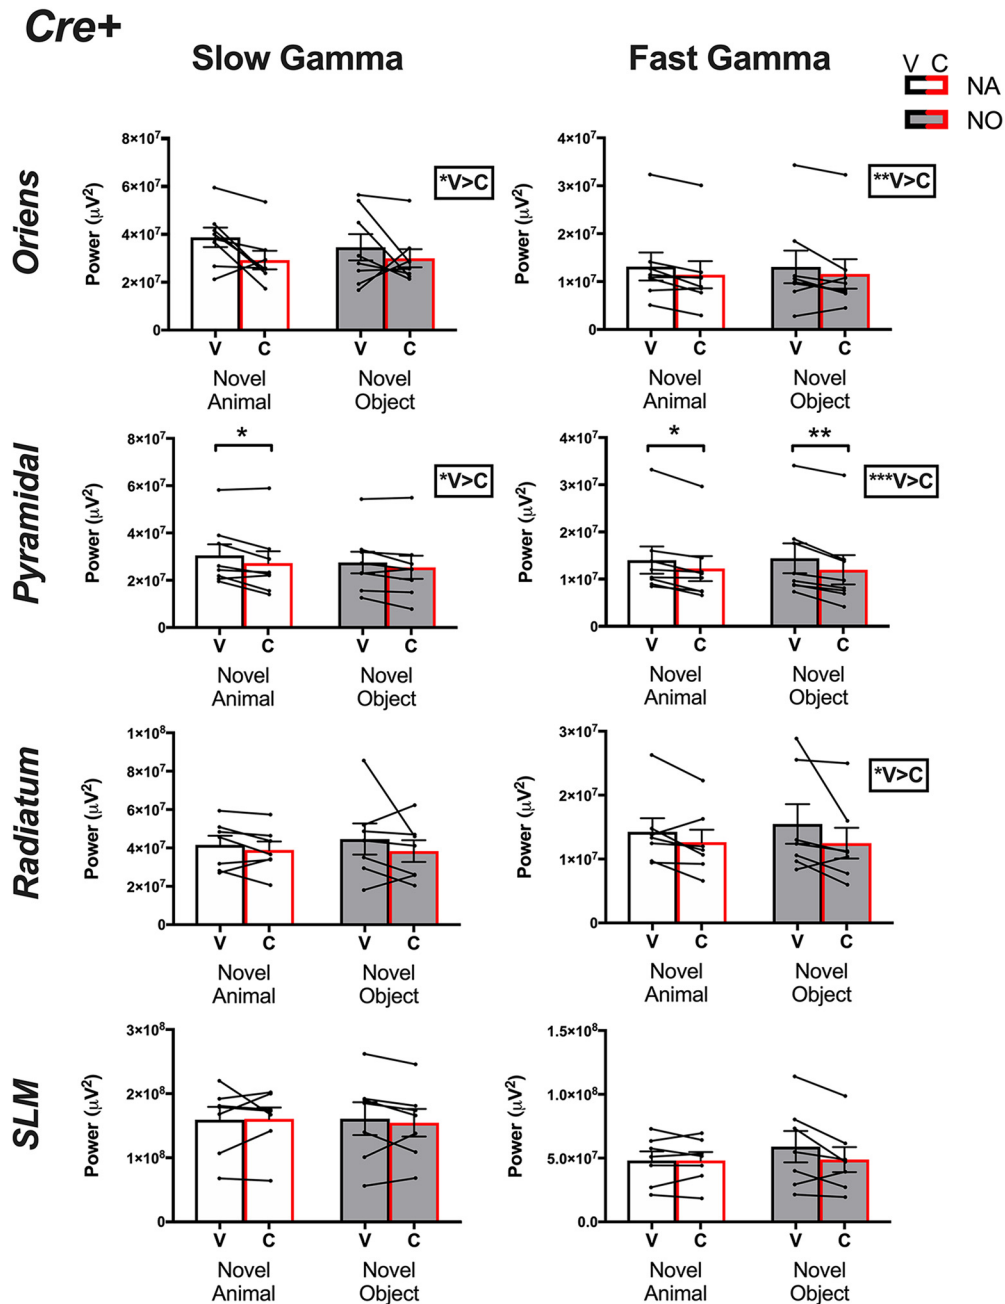 Cre+
Slow Gamma
Fast Gamma
V C
NA
NO
Oriens
Power (μV²)
8×10⁷
6×10⁷
4×10⁷
2×10⁷
0
*V>C
V C V C
Novel Animal
Novel Object
Power (μV²)
4×10⁷
3×10⁷
2×10⁷
1×10⁷
0
**V>C
V C V C
Novel Animal
Novel Object
Pyramidal
Power (μV²)
8×10⁷
6×10⁷
4×10⁷
2×10⁷
0
*
*V>C
V C V C
Novel Animal
Novel Object
Power (μV²)
4×10⁷
3×10⁷
2×10⁷
1×10⁷
0
*
**
***V>C
V C V C
Novel Animal
Novel Object
Radiatum
Power (μV²)
1×10⁸
8×10⁷
6×10⁷
4×10⁷
2×10⁷
0
V C V C
Novel Animal
Novel Object
Power (μV²)
3×10⁷
2×10⁷
1×10⁷
0
*V>C
V C V C
Novel Animal
Novel Object
SLM
Power (μV²)
3×10⁸
2×10⁸
1×10⁸
0
V C V C
Novel Animal
Novel Object
Power (μV²)
1.5×10⁸
1.0×10⁸
5.0×10⁷
0.0
V C V C
Novel Animal
Novel Object